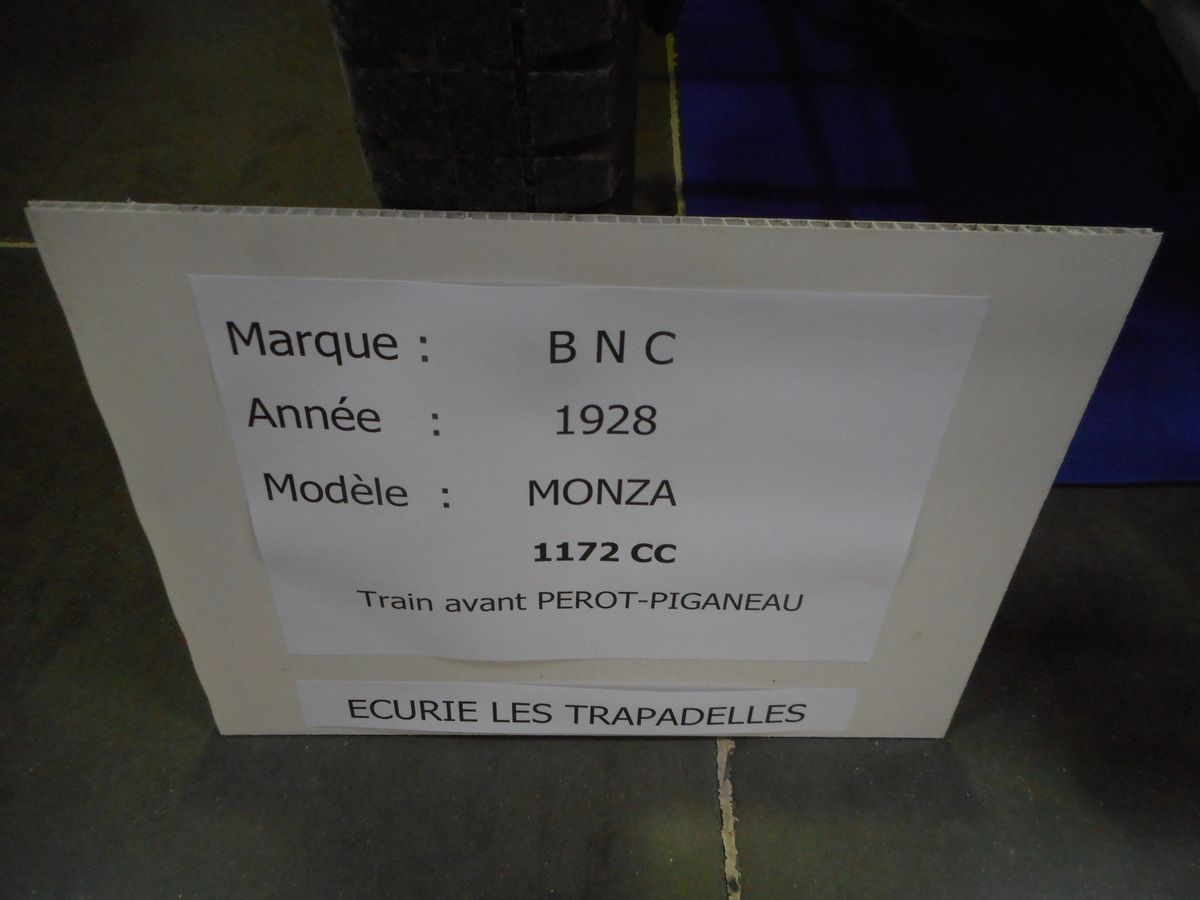 Marque : B N C
Année : 1928
Modèle : MONZA
1172 CC
Train avant PEROT-PIGANEAU
ECURIE LES TRAPADELLES